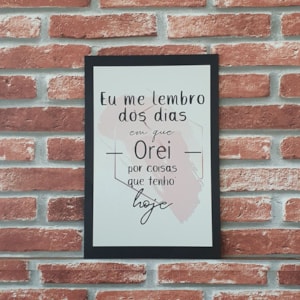 Eu me lembro
dos dias
em que
Orei
por coisas
que tenho
hoje